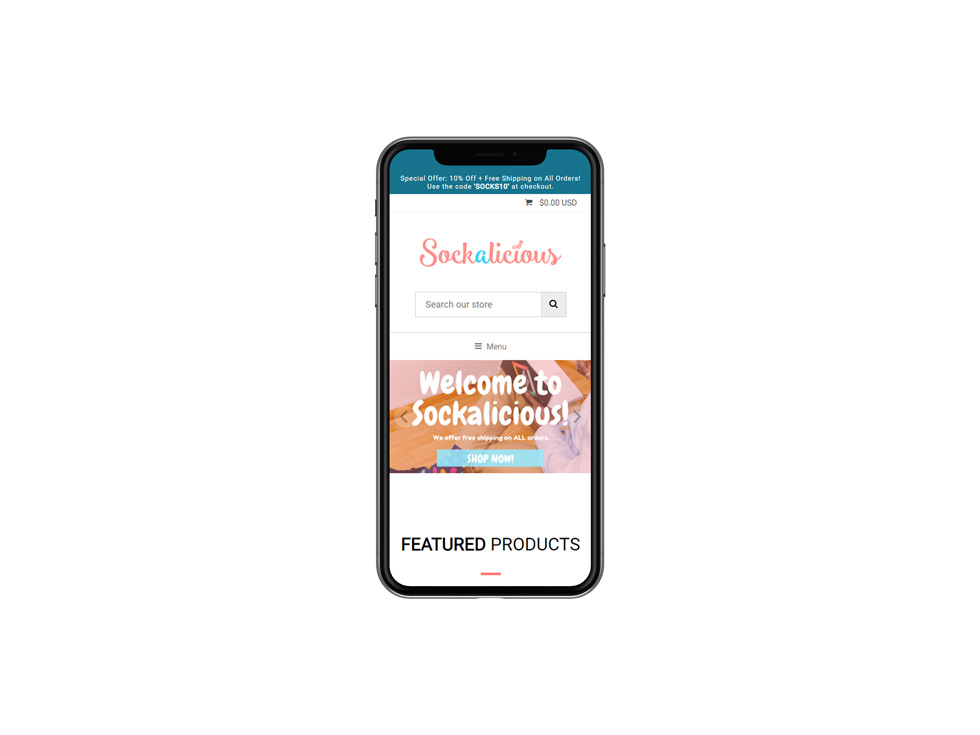 Special Offer: 10% Off + Free Shipping on All Orders!
Use the code 'SOCKS10' at checkout.
$0.00 USD
Sockalicious
Search our store
Menu
Welcome to
Sockalicious!
We offer free shipping on ALL orders.
SHOP NOW!
FEATURED PRODUCTS